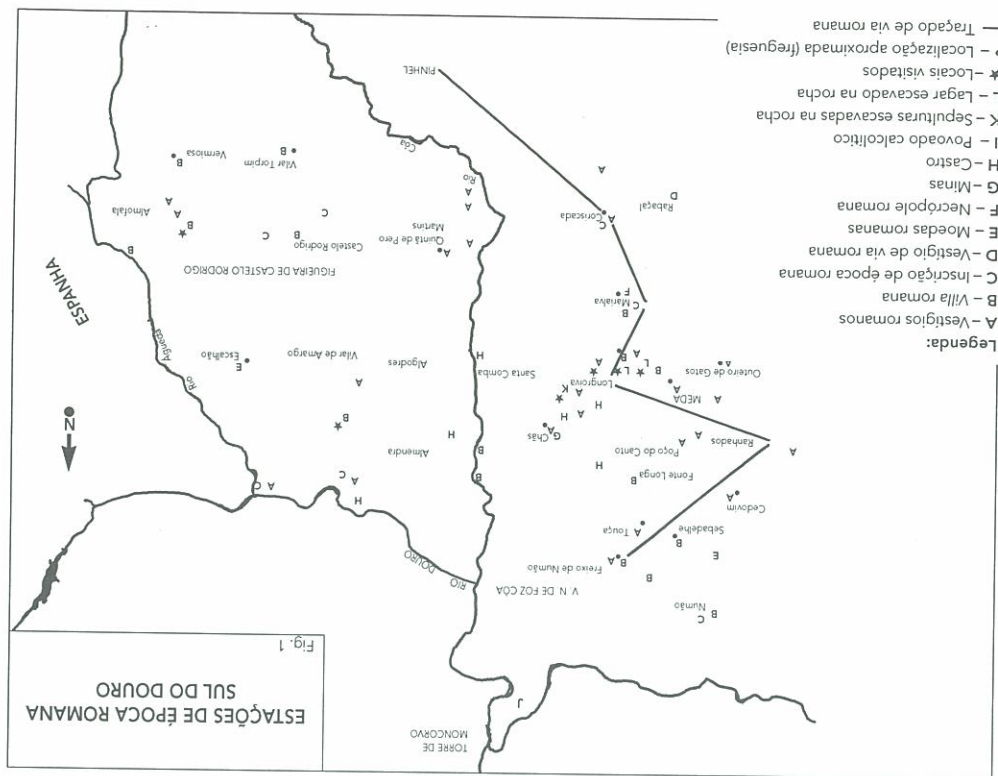 ESTAÇÕES DE ÉPOCA ROMANA
SUL DO DOURO
Fig. 1
TORRE DE
MONCORVO
J
C
Numão
B
B
V. N. DE FOZ CÔA
RIO DOURO
Freixo de Numão
B A
E
Sebadelhe
B
Touça
A
Cedovim
A
Fonte Longa
B
H
Poço do Canto
A A
Ranhados
A
MÊDA
A
A
Outeiro de Gatos
A
B
Chãs
G A
H
A
H
A
K
Longroiva
L L
A
B A
Marialva
C B
F
Coriscada
C A
Rabaçal
D
A
PINHEL
B
B
H
A C
A C
Almendra
H
B
A
Santa Comba
H
Algodres
Vilar de Amargo
Escalhão
E
Rio Águeda
N
ESPANHA
FIGUEIRA DE CASTELO RODRIGO
Castelo Rodrigo
B C
C
Quintã de Pero
Martins
A
A
A
A
Rio Côa
Vilar Torpim
B
Vermiosa
B
Almofala
B
A
A
B
Legenda:
A – Vestígios romanos
B – Villa romana
C – Inscrição de época romana
D – Vestígio de via romana
E – Moedas romanas
F – Necrópole romana
G – Minas
H – Castro
I – Povoado calcolítico
K – Sepulturas escavadas na rocha
L – Lagar escavado na rocha
★ –Locais visitados
• – Localização aproximada (freguesia)
— Traçado de via romana